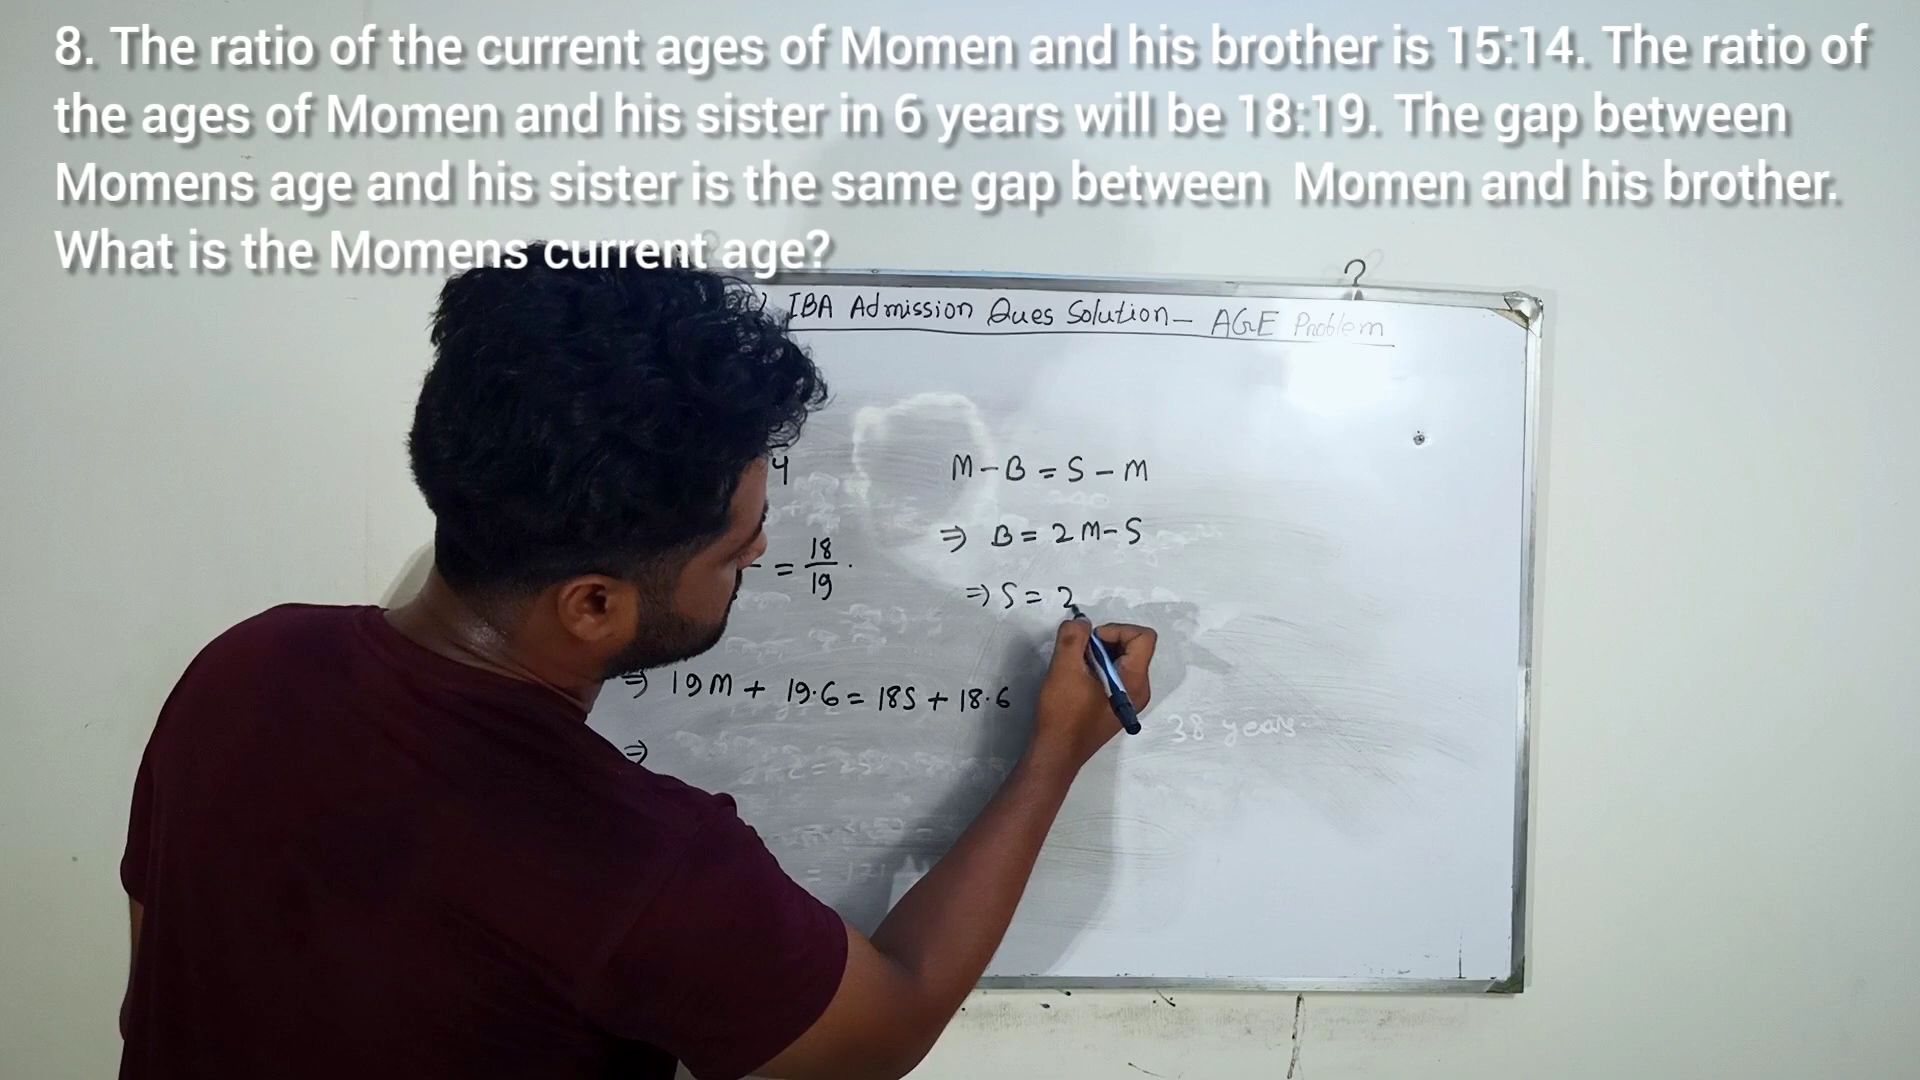 8. The ratio of the current ages of Momen and his brother is 15:14. The ratio of
the ages of Momen and his sister in 6 years will be 18:19. The gap between
Momens age and his sister is the same gap between Momen and his brother.
What is the Momens current age?
?
IBA Admission Ques Solution - AGE Problem
4
M - B = S - M
⇒ B = 2M - S
= 18/19
⇒ S = 2
⇒ 19M + 19.6 = 18S + 18.6
⇒
38 years.